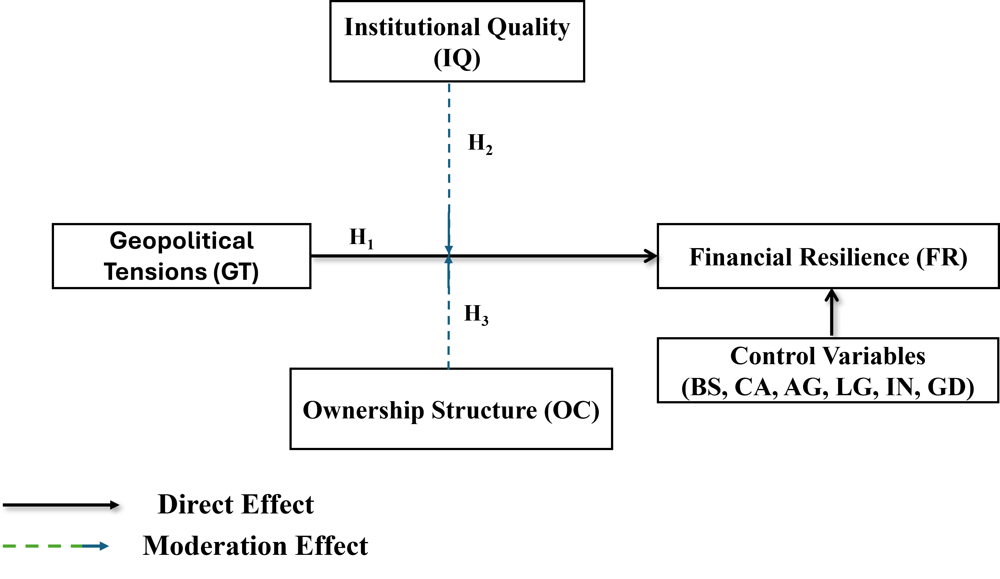 Institutional Quality
(IQ)
H2
Geopolitical
Tensions (GT)
H1
Financial Resilience (FR)
H3
Control Variables
(BS, CA, AG, LG, IN, GD)
Ownership Structure (OC)
Direct Effect
Moderation Effect